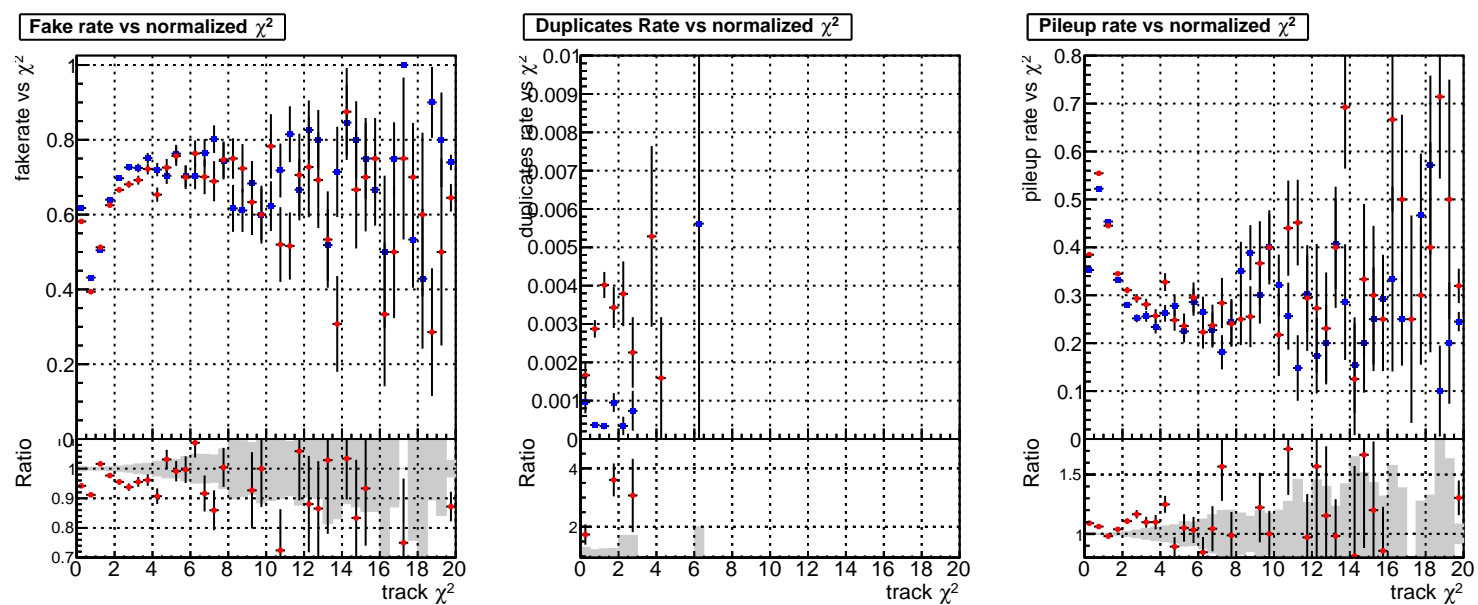 Fake rate vs normalized χ²
fakerate vs χ²
1
0.8
0.6
0.4
0.2
0
Ratio
1
0.9
0.8
0.7
0 2 4 6 8 10 12 14 16 18 20
track χ²
Duplicates Rate vs normalized χ²
duplicates rate vs χ²
0.01
0.009
0.008
0.007
0.006
0.005
0.004
0.003
0.002
0.001
0
Ratio
4
2
0 2 4 6 8 10 12 14 16 18 20
track χ²
Pileup rate vs normalized χ²
pileup rate vs χ²
0.8
0.7
0.6
0.5
0.4
0.3
0.2
0.1
0
Ratio
1.5
1
0 2 4 6 8 10 12 14 16 18 20
track χ²